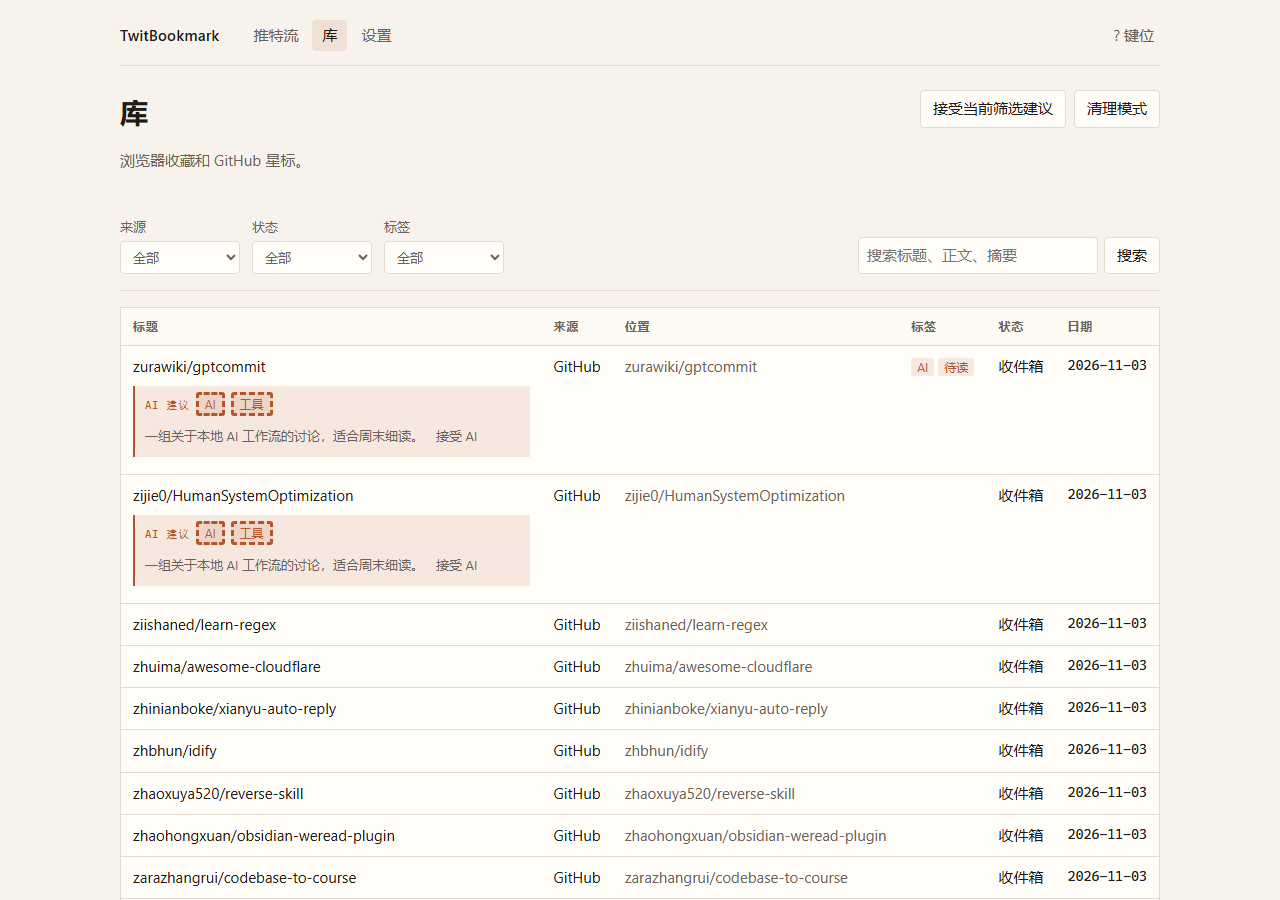 TwitBookmark 推特流 库 设置 ? 键位
库 接受当前筛选建议 清理模式
浏览器收藏和 GitHub 星标。
来源 状态 标签
全部 全部 全部 搜索标题、正文、摘要 搜索
标题 来源 位置 标签 状态 日期
zurawiki/gptcommit GitHub zurawiki/gptcommit AI 待读 收件箱 2026-11-03
AI 建议 AI 工具
一组关于本地 AI 工作流的讨论，适合周末细读。 接受 AI
zijie0/HumanSystemOptimization GitHub zijie0/HumanSystemOptimization 收件箱 2026-11-03
AI 建议 AI 工具
一组关于本地 AI 工作流的讨论，适合周末细读。 接受 AI
ziishaned/learn-regex GitHub ziishaned/learn-regex 收件箱 2026-11-03
zhuima/awesome-cloudflare GitHub zhuima/awesome-cloudflare 收件箱 2026-11-03
zhinianboke/xianyu-auto-reply GitHub zhinianboke/xianyu-auto-reply 收件箱 2026-11-03
zhbhun/idify GitHub zhbhun/idify 收件箱 2026-11-03
zhaoxuya520/reverse-skill GitHub zhaoxuya520/reverse-skill 收件箱 2026-11-03
zhaohongxuan/obsidian-weread-plugin GitHub zhaohongxuan/obsidian-weread-plugin 收件箱 2026-11-03
zarazhangrui/codebase-to-course GitHub zarazhangrui/codebase-to-course 收件箱 2026-11-03